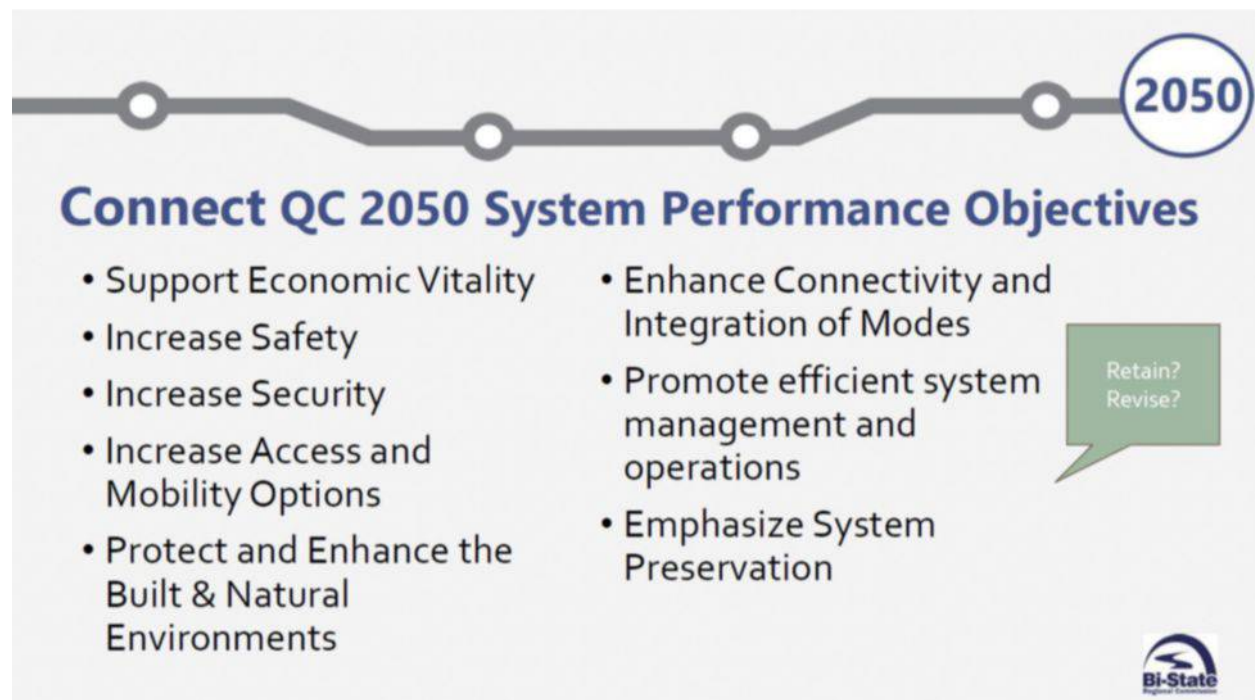 2050
Connect QC 2050 System Performance Objectives
• Support Economic Vitality
• Increase Safety
• Increase Security
• Increase Access and
Mobility Options
• Protect and Enhance the
Built & Natural
Environments
• Enhance Connectivity and
Integration of Modes
• Promote efficient system
management and
operations
• Emphasize System
Preservation
Retain?
Revise?
Bi-State
Regional Commission